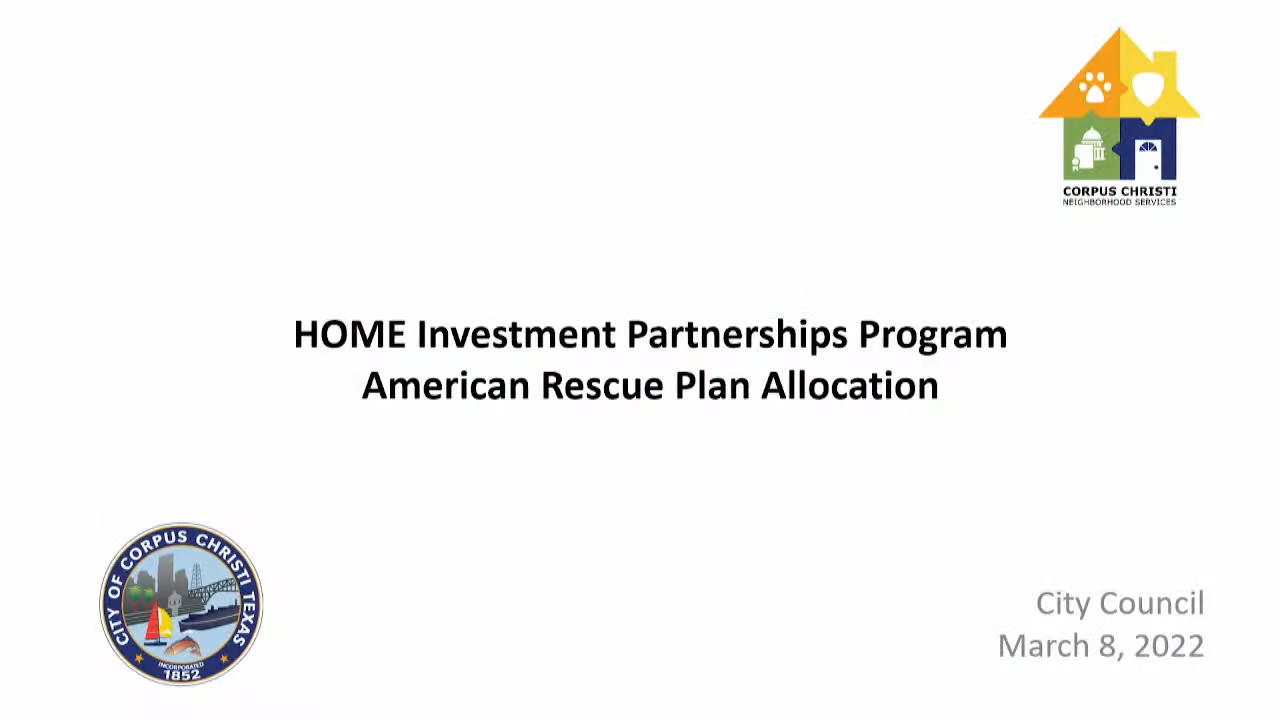 CORPUS CHRISTI
NEIGHBORHOOD SERVICES
HOME Investment Partnerships Program
American Rescue Plan Allocation
CITY OF CORPUS CHRISTI TEXAS
INCORPORATED
1852
City Council
March 8, 2022